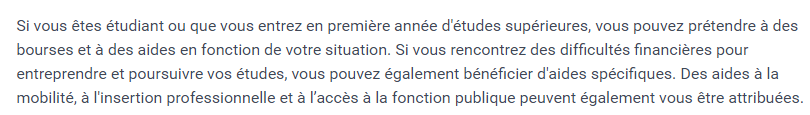 Si vous êtes étudiant ou que vous entrez en première année d'études supérieures, vous pouvez prétendre à des
bourses et à des aides en fonction de votre situation. Si vous rencontrez des difficultés financières pour
entreprendre et poursuivre vos études, vous pouvez également bénéficier d'aides spécifiques. Des aides à la
mobilité, à l'insertion professionnelle et à l’accès à la fonction publique peuvent également vous être attribuées.